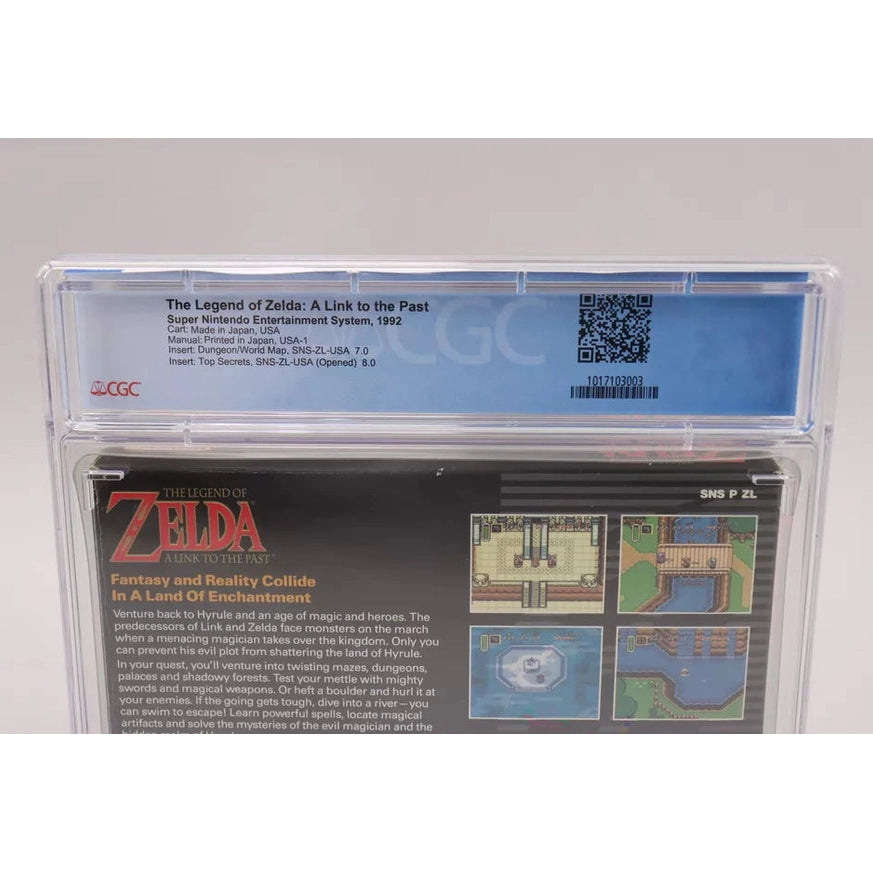 The Legend of Zelda: A Link to the Past
Super Nintendo Entertainment System, 1992
Cart: Made in Japan, USA
Manual: Printed in Japan, USA-1
Insert: Dungeon/World Map, SNS-ZL-USA 7.0
Insert: Top Secrets, SNS-ZL-USA (Opened) 8.0
CGC
CGC
1017103003
THE LEGEND OF
ZELDA
A LINK TO THE PAST
SNS P ZL
Fantasy and Reality Collide
In A Land Of Enchantment
Venture back to Hyrule and an age of magic and heroes. The
predecessors of Link and Zelda face monsters on the march
when a menacing magician takes over the kingdom. Only you
can prevent his evil plot from shattering the land of Hyrule.
In your quest, you'll venture into twisting mazes, dungeons,
palaces and shadowy forests. Test your mettle with mighty
swords and magical weapons. Or heft a boulder and hurl it at
your enemies. If the going gets tough, dive into a river—you
can swim to escape! Learn powerful spells, locate magical
artifacts and solve the mysteries of the evil magician and the